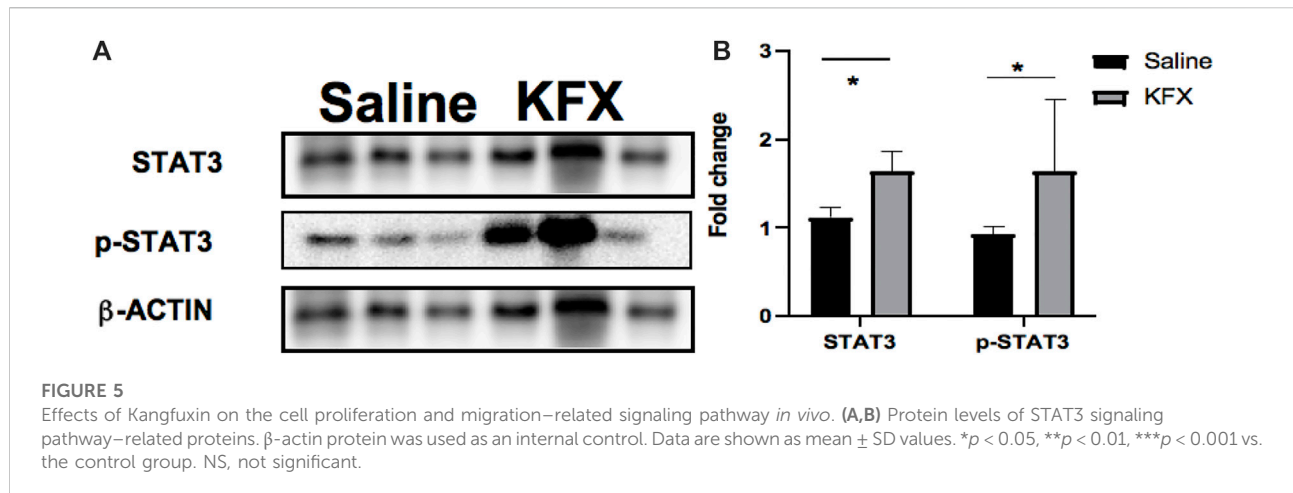 A
Saline KFX
STAT3
p-STAT3
β-ACTIN
B
3
2
1
0
Fold change
*
*
STAT3 p-STAT3
Saline
KFX
FIGURE 5
Effects of Kangfuxin on the cell proliferation and migration–related signaling pathway in vivo. (A,B) Protein levels of STAT3 signaling
pathway–related proteins. β-actin protein was used as an internal control. Data are shown as mean ± SD values. *p < 0.05, **p < 0.01, ***p < 0.001 vs.
the control group. NS, not significant.